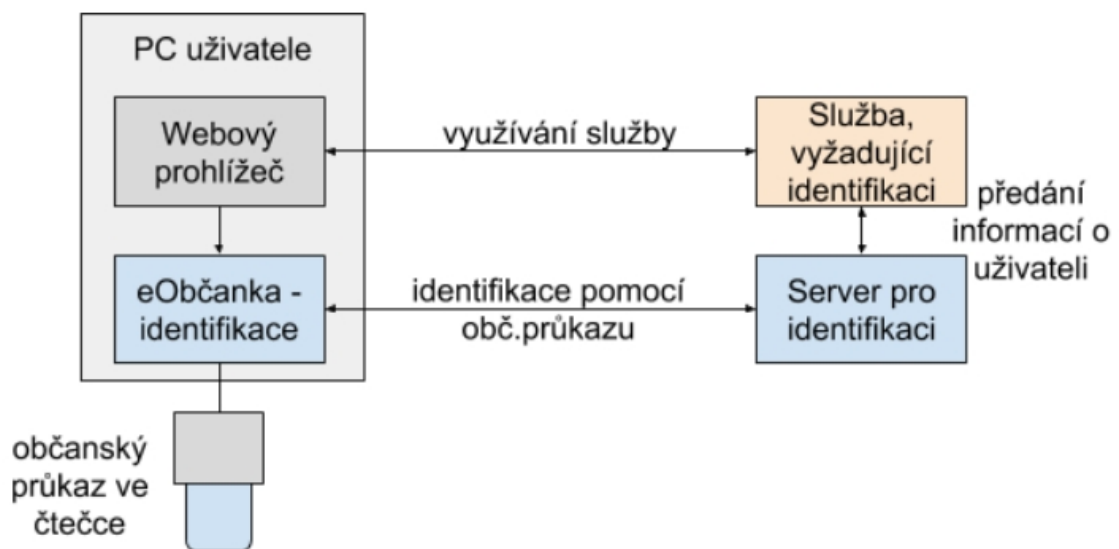 PC uživatele
Webový
prohlížeč
využívání služby
Služba,
vyžadující
identifikaci
předání
informací o
uživateli
eObčanka -
identifikace
identifikace pomocí
obč.průkazu
Server pro
identifikaci
občanský
průkaz ve
čtečce